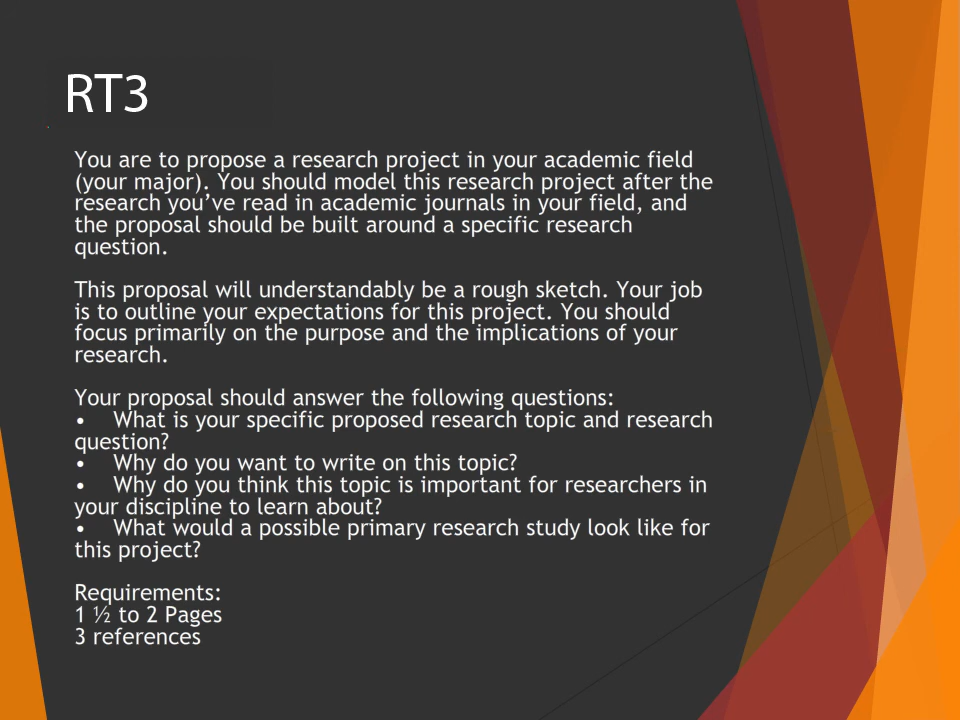 RT3
You are to propose a research project in your academic field
(your major). You should model this research project after the
research you’ve read in academic journals in your field, and
the proposal should be built around a specific research
question.
This proposal will understandably be a rough sketch. Your job
is to outline your expectations for this project. You should
focus primarily on the purpose and the implications of your
research.
Your proposal should answer the following questions:
• What is your specific proposed research topic and research
question?
• Why do you want to write on this topic?
• Why do you think this topic is important for researchers in
your discipline to learn about?
• What would a possible primary research study look like for
this project?
Requirements:
1 ½ to 2 Pages
3 references